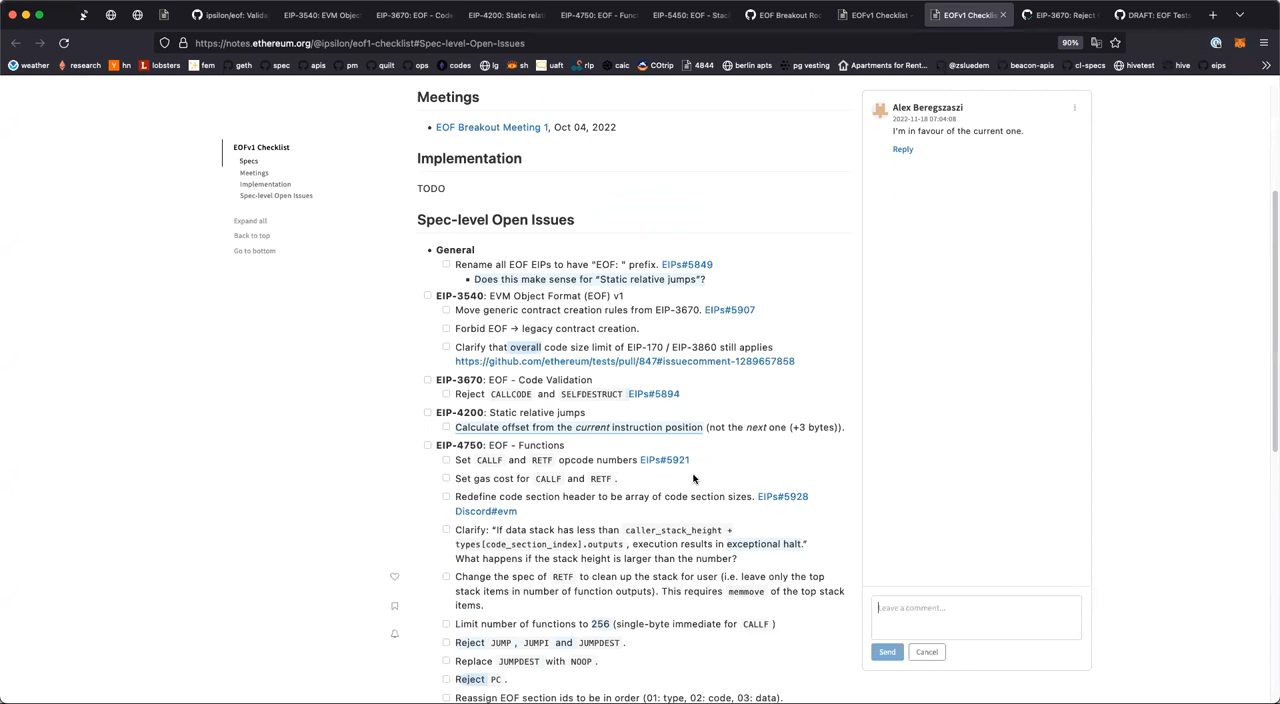 ipsilon/eof: Valida
EIP-3540: EVM Objec
EIP-3670: EOF - Cod
EIP-4200: Static relati
EIP-4750: EOF - Func
EIP-5450: EOF - Stac
EOF Breakout Ro
EOFv1 Checklist -
EOFv1 Checklis
EIP-3670: Reject
DRAFT: EOF Tests
https://notes.ethereum.org/@ipsilon/eof1-checklist#Spec-level-Open-Issues
90%
weather
research
hn
lobsters
fem
geth
spec
apis
pm
quilt
ops
codes
lg
sh
uaft
rlp
calc
COtrip
4844
berlin apts
pg vesting
Apartments for Rent...
@zsluedem
beacon-apis
cl-specs
hivetest
hive
eips
EOFv1 Checklist
Specs
Meetings
Implementation
Spec-level Open Issues
Expand all
Back to top
Go to bottom
Meetings
EOF Breakout Meeting 1, Oct 04, 2022
Implementation
TODO
Spec-level Open Issues
General
Rename all EOF EIPs to have "EOF: " prefix. EIPs#5849
Does this make sense for “Static relative jumps”?
EIP-3540: EVM Object Format (EOF) v1
Move generic contract creation rules from EIP-3670. EIPs#5907
Forbid EOF → legacy contract creation.
Clarify that overall code size limit of EIP-170 / EIP-3860 still applies
https://github.com/ethereum/tests/pull/847#issuecomment-1289657858
EIP-3670: EOF - Code Validation
Reject CALLCODE and SELFDESTRUCT EIPs#5894
EIP-4200: Static relative jumps
Calculate offset from the current instruction position (not the next one (+3 bytes)).
EIP-4750: EOF - Functions
Set CALLF and RETF opcode numbers EIPs#5921
Set gas cost for CALLF and RETF.
Redefine code section header to be array of code section sizes. EIPs#5928
Discord#evm
Clarify: “If data stack has less than caller_stack_height +
types[code_section_index].outputs, execution results in exceptional halt.”
What happens if the stack height is larger than the number?
Change the spec of RETF to clean up the stack for user (i.e. leave only the top
stack items in number of function outputs). This requires memmove of the top stack
items.
Limit number of functions to 256 (single-byte immediate for CALLF)
Reject JUMP, JUMPI and JUMPDEST.
Replace JUMPDEST with NOOP.
Reject PC.
Reassign EOF section ids to be in order (01: type, 02: code, 03: data).
Alex Beregszaszi
2022-11-18 07:04:08
I'm in favour of the current one.
Reply
Leave a comment...
Send
Cancel